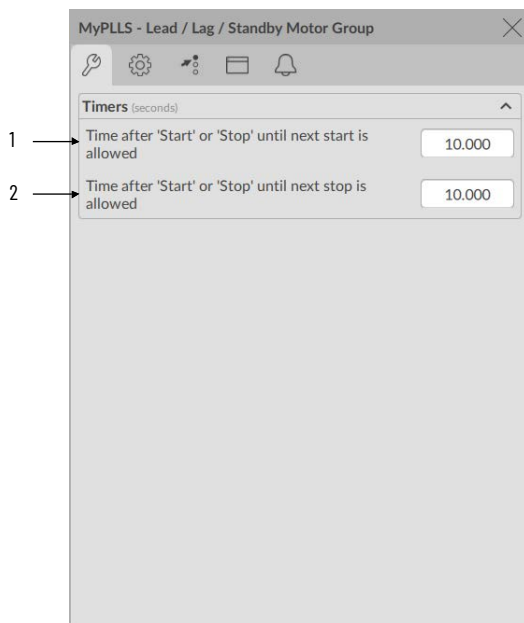 MyPLLS - Lead / Lag / Standby Motor Group
Timers (seconds)
1
Time after 'Start' or 'Stop' until next start is
allowed
10.000
2
Time after 'Start' or 'Stop' until next stop is
allowed
10.000